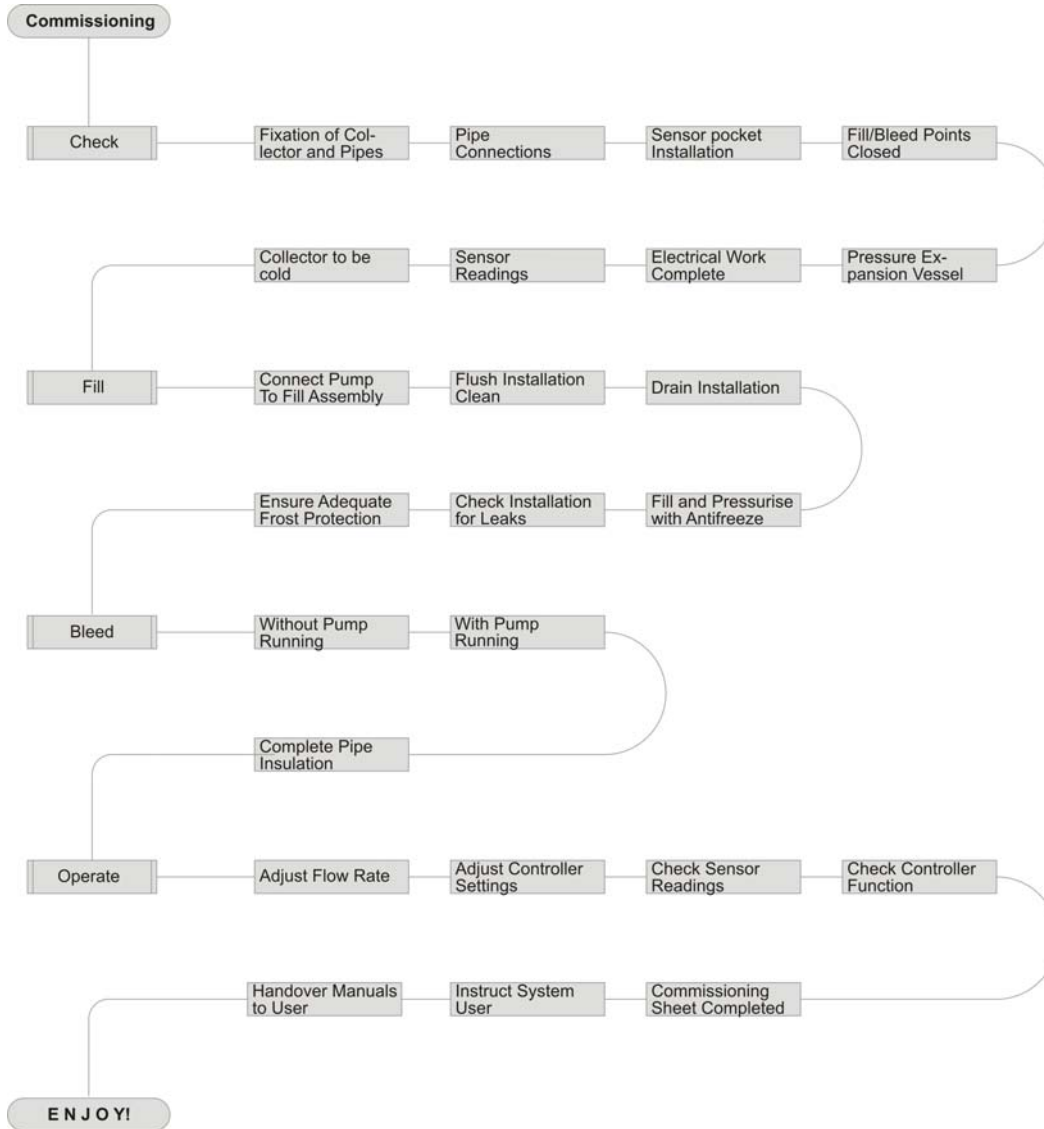 Commissioning
Check
Fixation of Col-
lector and Pipes
Pipe
Connections
Sensor pocket
Installation
Fill/Bleed Points
Closed
Collector to be
cold
Sensor
Readings
Electrical Work
Complete
Pressure Ex-
pansion Vessel
Fill
Connect Pump
To Fill Assembly
Flush Installation
Clean
Drain Installation
Ensure Adequate
Frost Protection
Check Installation
for Leaks
Fill and Pressurise
with Antifreeze
Bleed
Without Pump
Running
With Pump
Running
Complete Pipe
Insulation
Operate
Adjust Flow Rate
Adjust Controller
Settings
Check Sensor
Readings
Check Controller
Function
Handover Manuals
to User
Instruct System
User
Commissioning
Sheet Completed
E N J O Y!